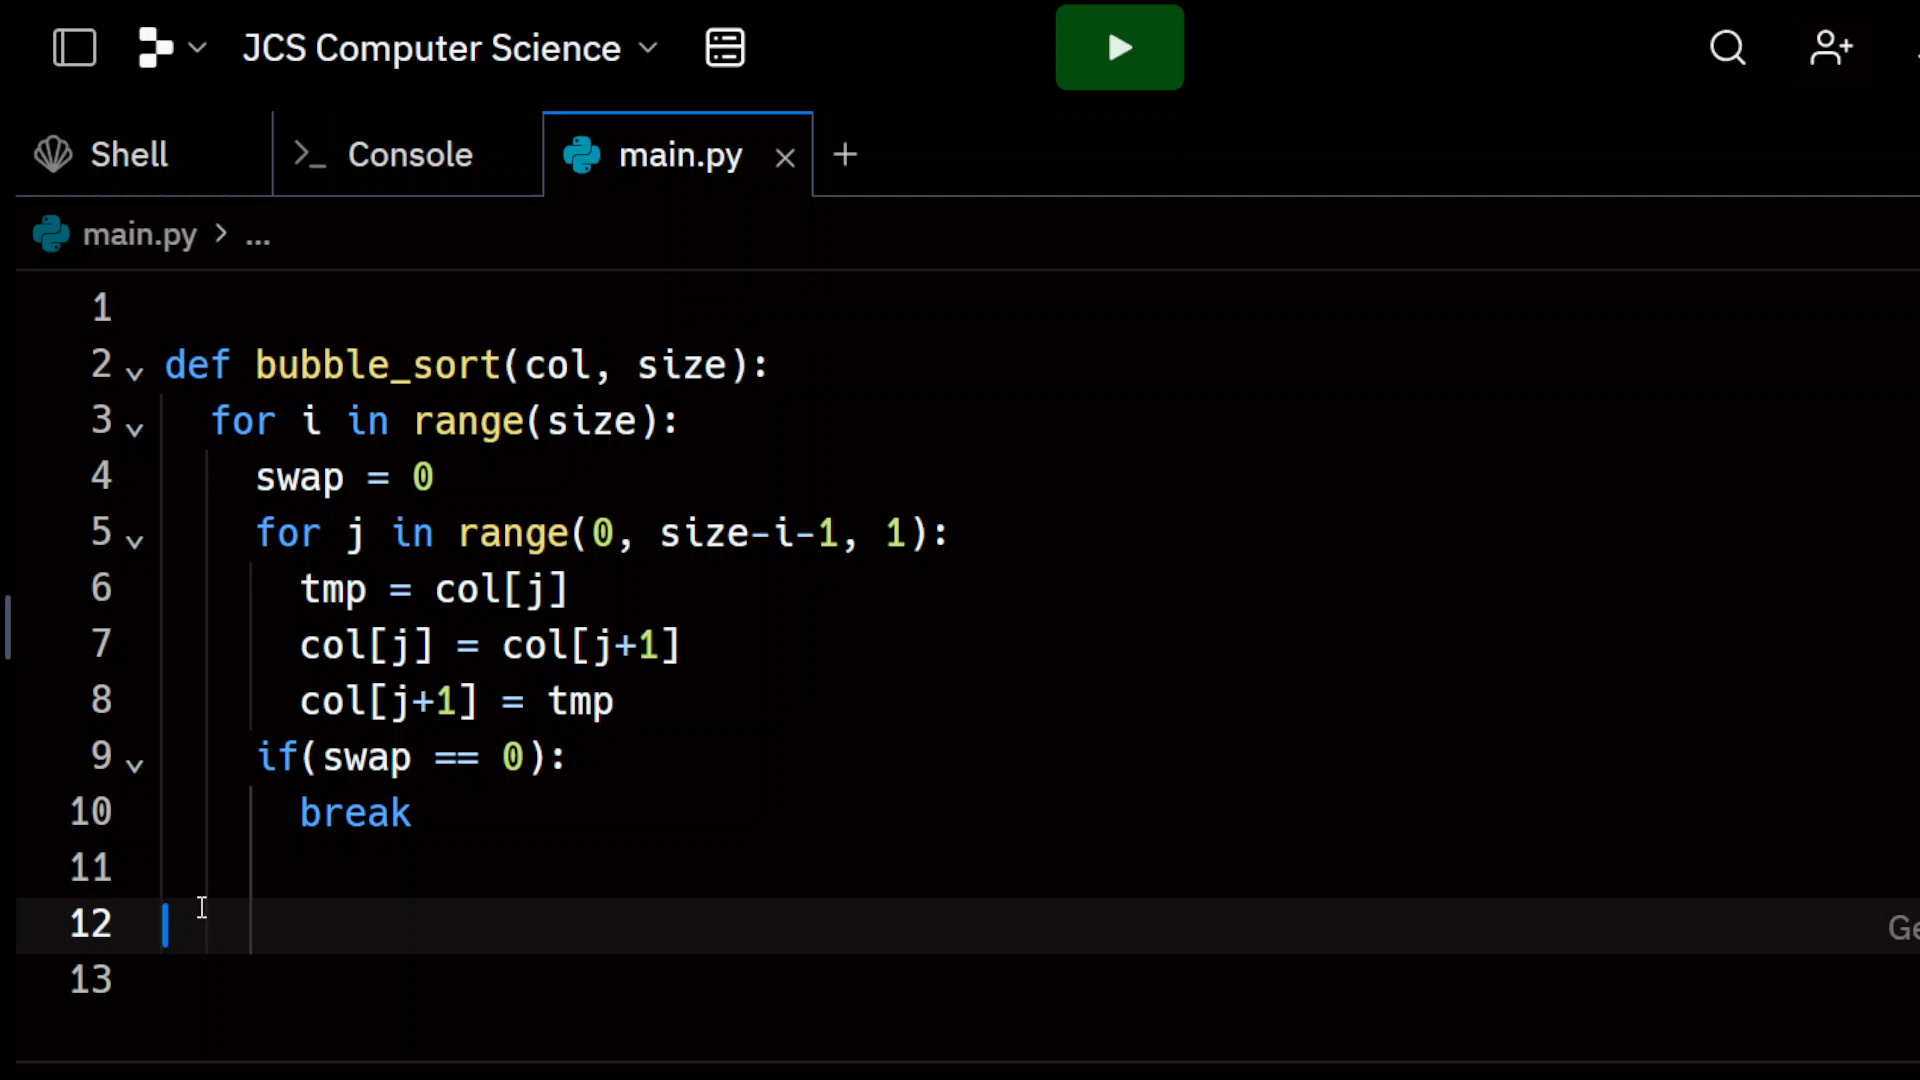 JCS Computer Science
Shell
Console
main.py
main.py > ...
1
2 def bubble_sort(col, size):
3 for i in range(size):
4 swap = 0
5 for j in range(0, size-i-1, 1):
6 tmp = col[j]
7 col[j] = col[j+1]
8 col[j+1] = tmp
9 if(swap == 0):
10 break
11
12
13